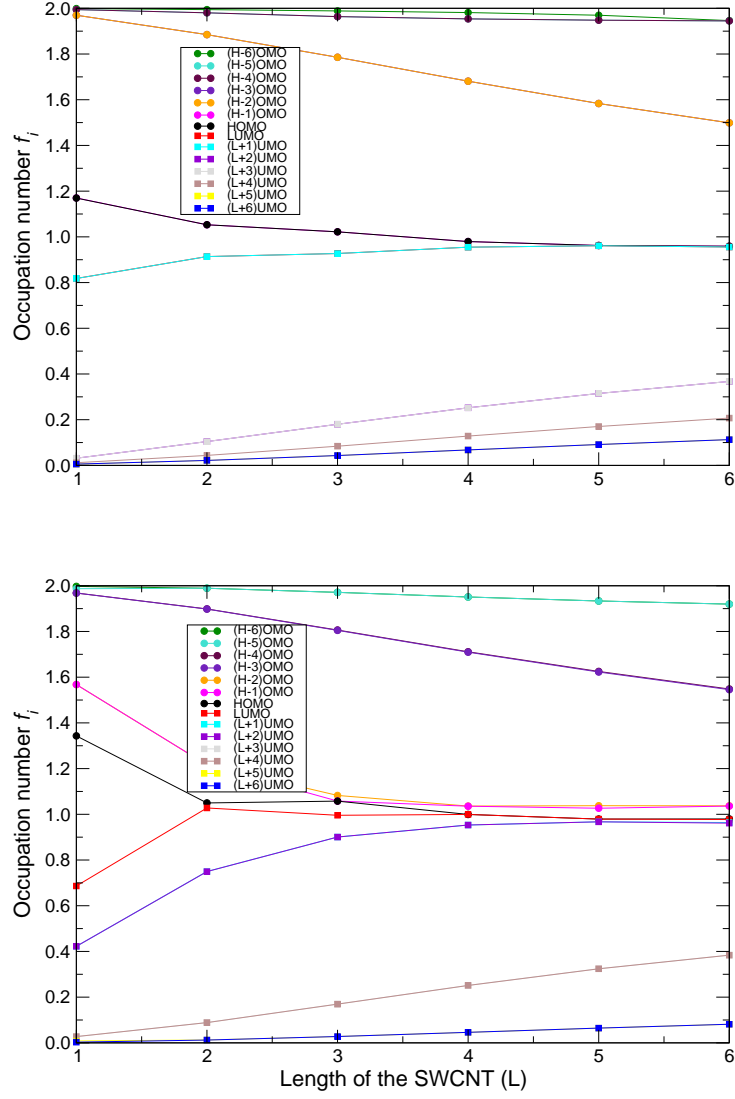 2.0
1.8
1.6
1.4
1.2
1.0
0.8
0.6
0.4
0.2
0.0
Occupation number f_i
(H-6)OMO
(H-5)OMO
(H-4)OMO
(H-3)OMO
(H-2)OMO
(H-1)OMO
HOMO
LUMO
(L+1)UMO
(L+2)UMO
(L+3)UMO
(L+4)UMO
(L+5)UMO
(L+6)UMO
1 2 3 4 5 6
2.0
1.8
1.6
1.4
1.2
1.0
0.8
0.6
0.4
0.2
0.0
Occupation number f_i
(H-6)OMO
(H-5)OMO
(H-4)OMO
(H-3)OMO
(H-2)OMO
(H-1)OMO
HOMO
LUMO
(L+1)UMO
(L+2)UMO
(L+3)UMO
(L+4)UMO
(L+5)UMO
(L+6)UMO
1 2 3 4 5 6
Length of the SWCNT (L)